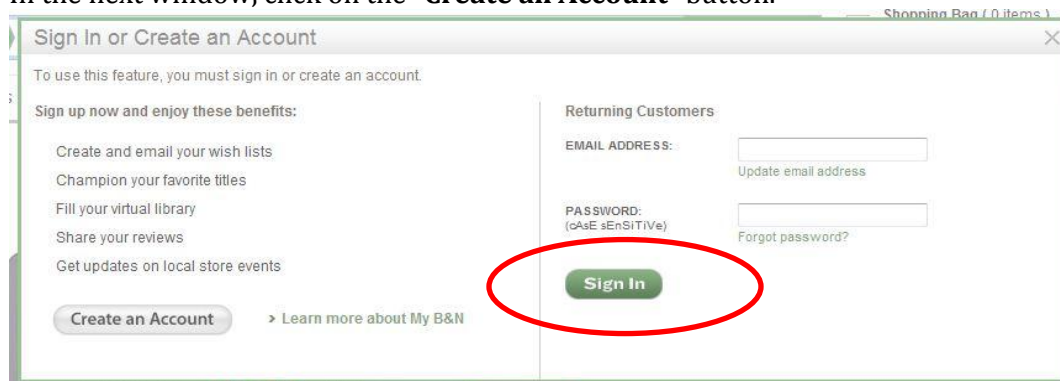 in the next window, click on the "Create an Account" button.
Shopping Bag ( 0 items )
Sign In or Create an Account
To use this feature, you must sign in or create an account.
Sign up now and enjoy these benefits:
Create and email your wish lists
Champion your favorite titles
Fill your virtual library
Share your reviews
Get updates on local store events
Create an Account
> Learn more about My B&N
Returning Customers
EMAIL ADDRESS:
Update email address
PASSWORD:
(cAsE sEnSiTiVe)
Forgot password?
Sign In